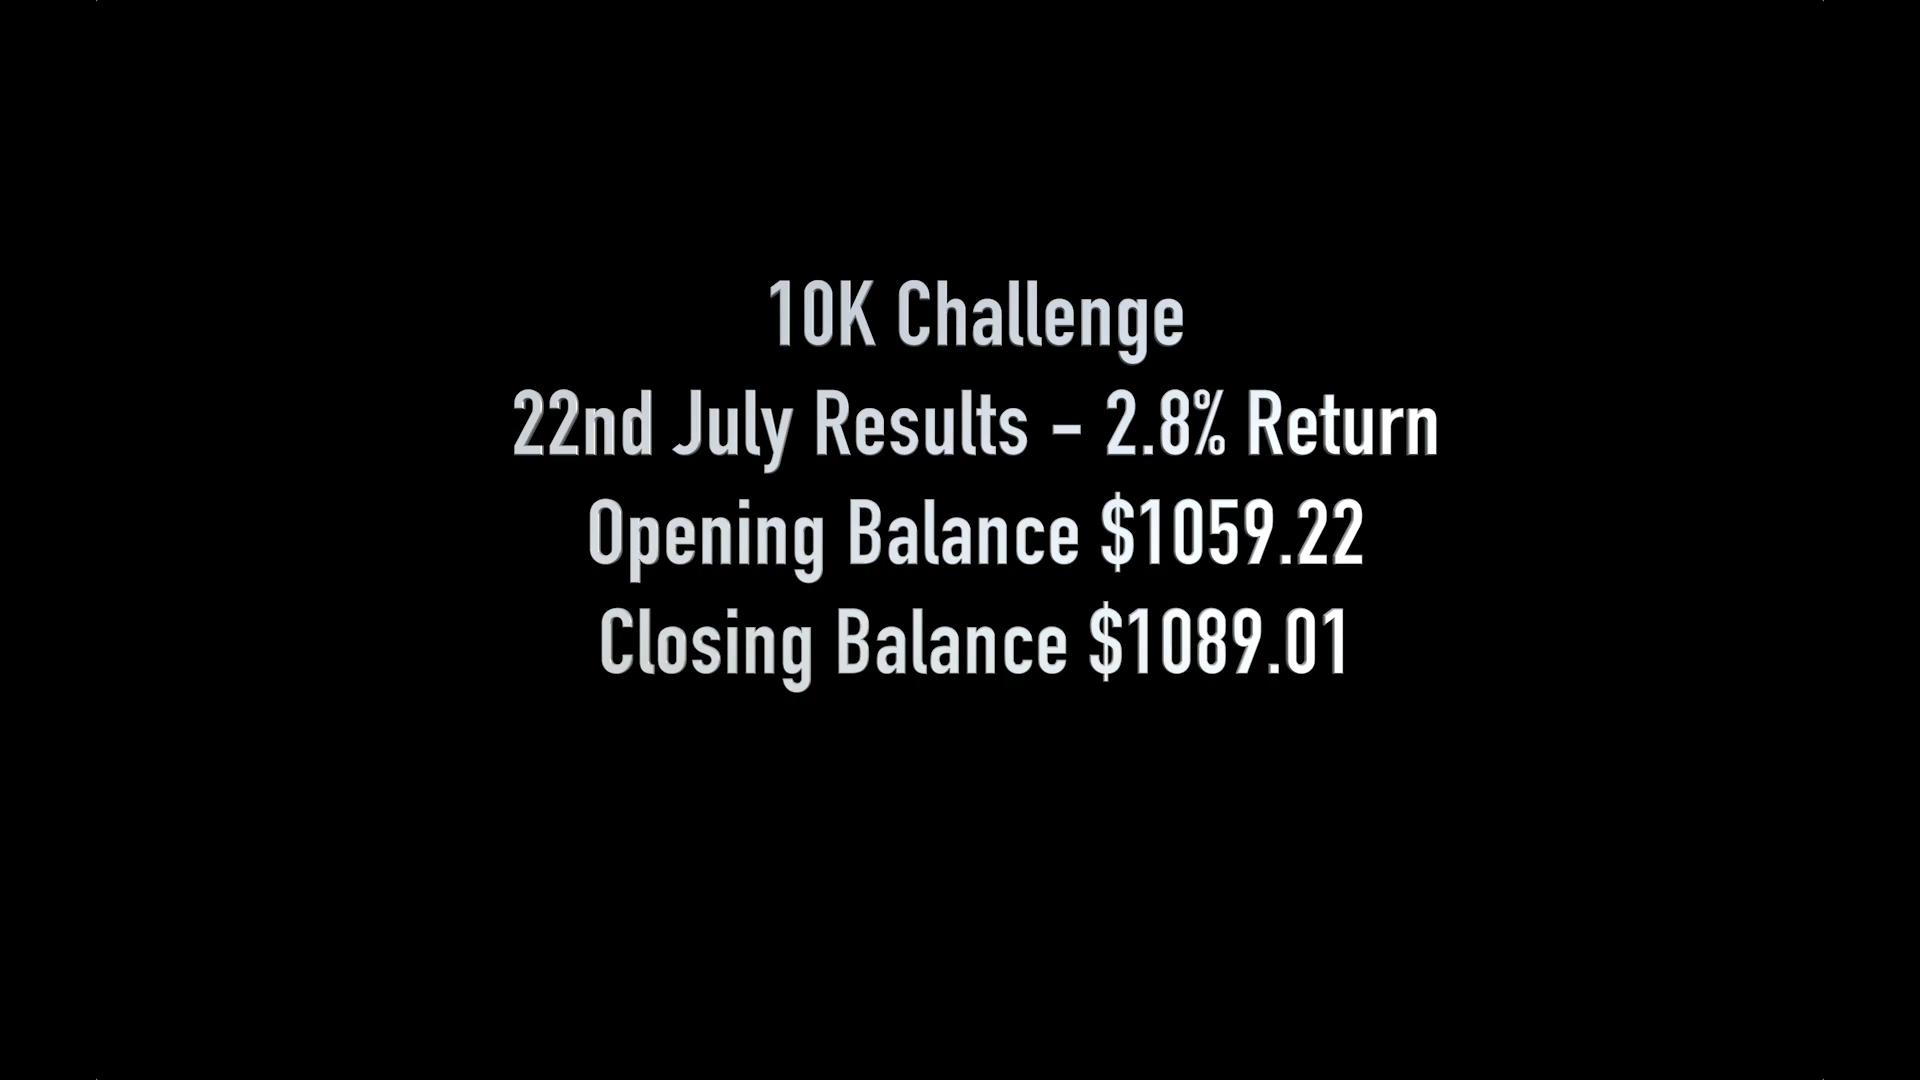 10K Challenge
22nd July Results - 2.8% Return
Opening Balance $1059.22
Closing Balance $1089.01